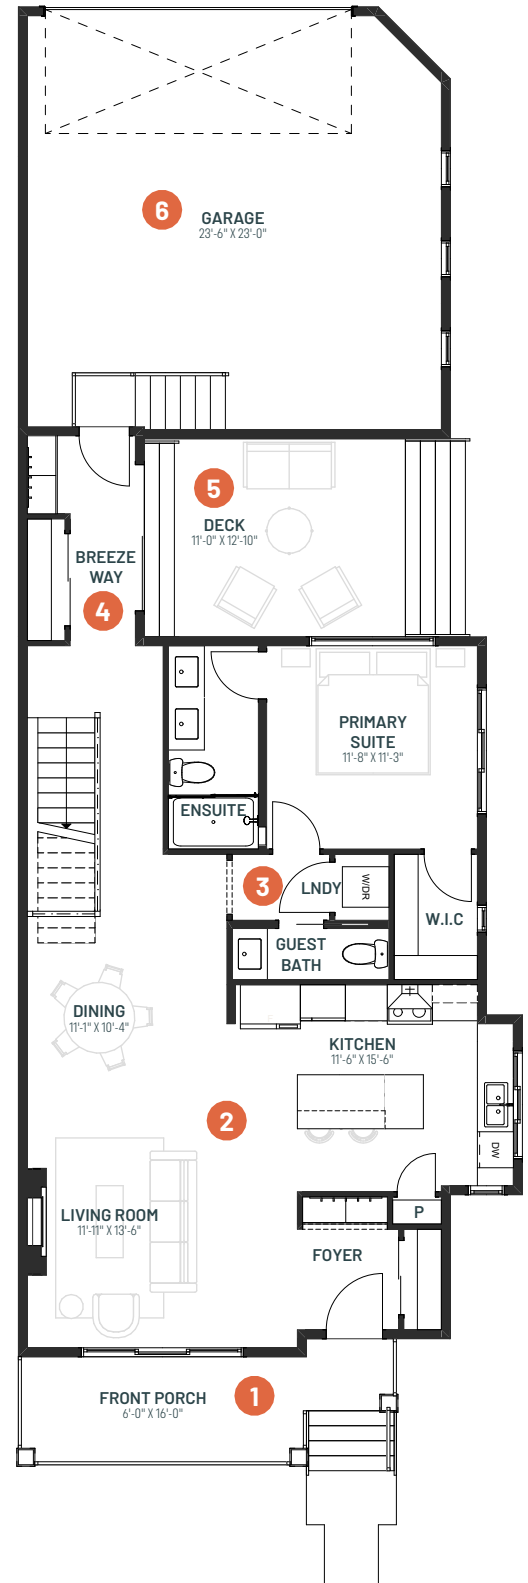 6
GARAGE
23'-6" X 23'-0"
5
DECK
11'-0" X 12'-10"
BREEZE
WAY
4
PRIMARY
SUITE
11'-8" X 11'-3"
ENSUITE
3
LNDY
W/DR
W.I.C
GUEST
BATH
DINING
11'-1" X 10'-4"
KITCHEN
11'-6" X 15'-6"
2
DW
LIVING ROOM
11'-11" X 13'-6"
P
FOYER
FRONT PORCH
6'-0" X 16'-0"
1